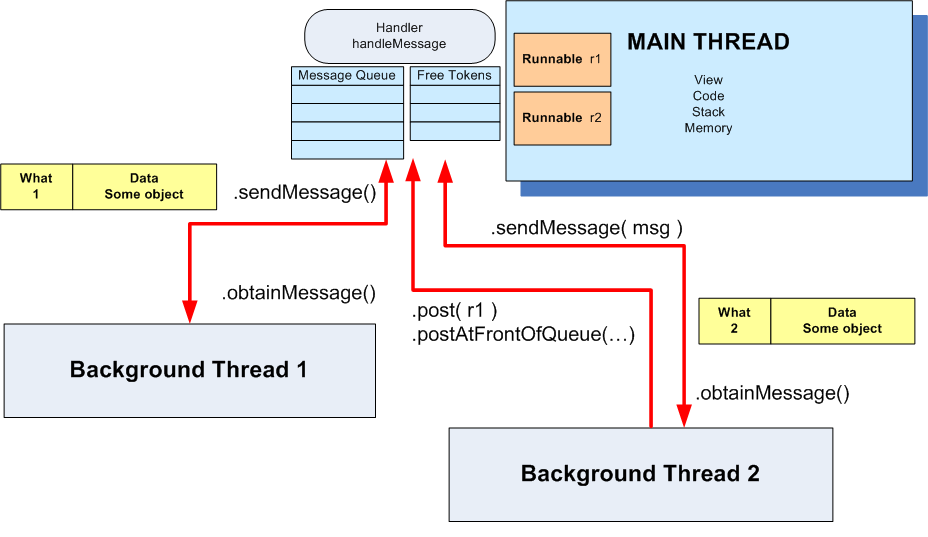 Handler
handleMessage
Message Queue
Free Tokens
Runnable r1
Runnable r2
MAIN THREAD
View
Code
Stack
Memory
What
1
Data
Some object
.sendMessage()
.sendMessage( msg )
.obtainMessage()
.post( r1 )
.postAtFrontOfQueue(…)
What
2
Data
Some object
Background Thread 1
.obtainMessage()
Background Thread 2